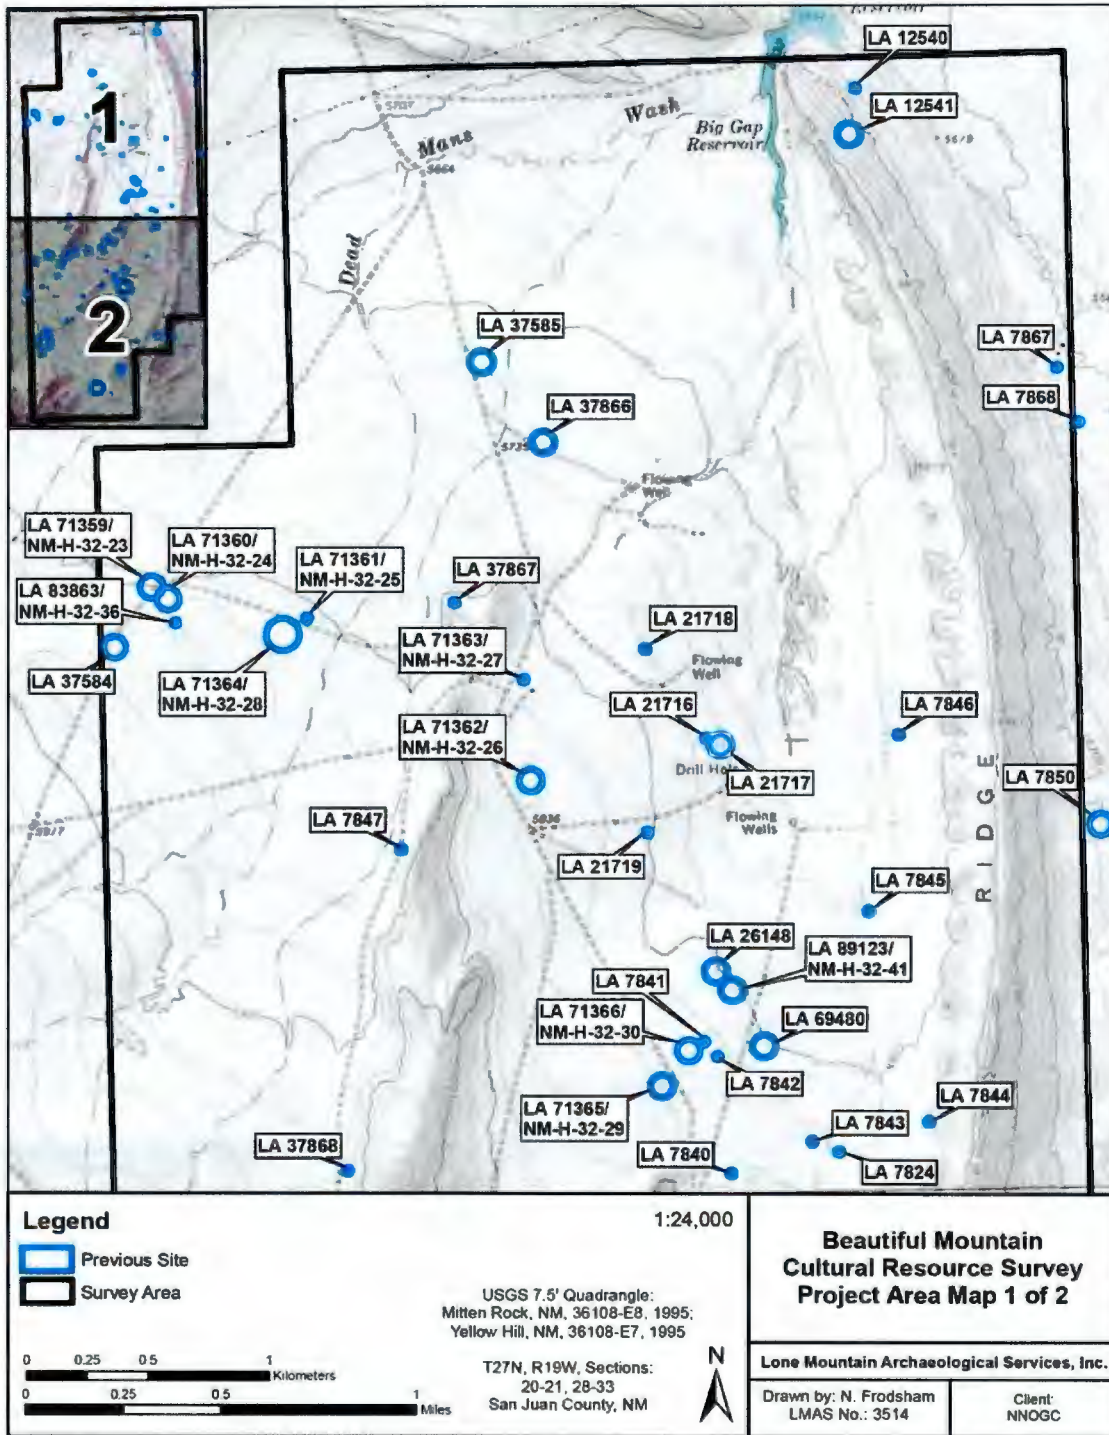 1
2
LA 12540
LA 12541
Wash
Big Gap
Reservoir
Mans
5664
5678
Dead
LA 37585
LA 7867
LA 7868
LA 37866
5735
Flowing
Well
LA 71359/
NM-H-32-23
LA 71360/
NM-H-32-24
LA 71361/
NM-H-32-25
LA 83863/
NM-H-32-36
LA 37867
LA 71363/
NM-H-32-27
LA 21718
LA 37584
LA 71364/
NM-H-32-28
Flowing
Well
LA 21716
LA 7846
LA 71362/
NM-H-32-26
Drill Hole
LA 21717
LA 7850
RIDGE
LA 7847
5836
Flowing
Wells
LA 21719
LA 7845
LA 26148
LA 89123/
NM-H-32-41
LA 7841
LA 71366/
NM-H-32-30
LA 69480
LA 7842
LA 71365/
NM-H-32-29
LA 7844
LA 7843
LA 37868
LA 7840
LA 7824
Legend
Previous Site
Survey Area
1:24,000
USGS 7.5' Quadrangle:
Mitten Rock, NM, 36108-E8, 1995;
Yellow Hill, NM, 36108-E7, 1995
T27N, R19W, Sections:
20-21, 28-33
San Juan County, NM
0 0.25 0.5 1
Kilometers
0 0.25 0.5 1
Miles
N
Beautiful Mountain
Cultural Resource Survey
Project Area Map 1 of 2
Lone Mountain Archaeological Services, Inc.
Drawn by: N. Frodsham
LMAS No.: 3514
Client:
NNOGC